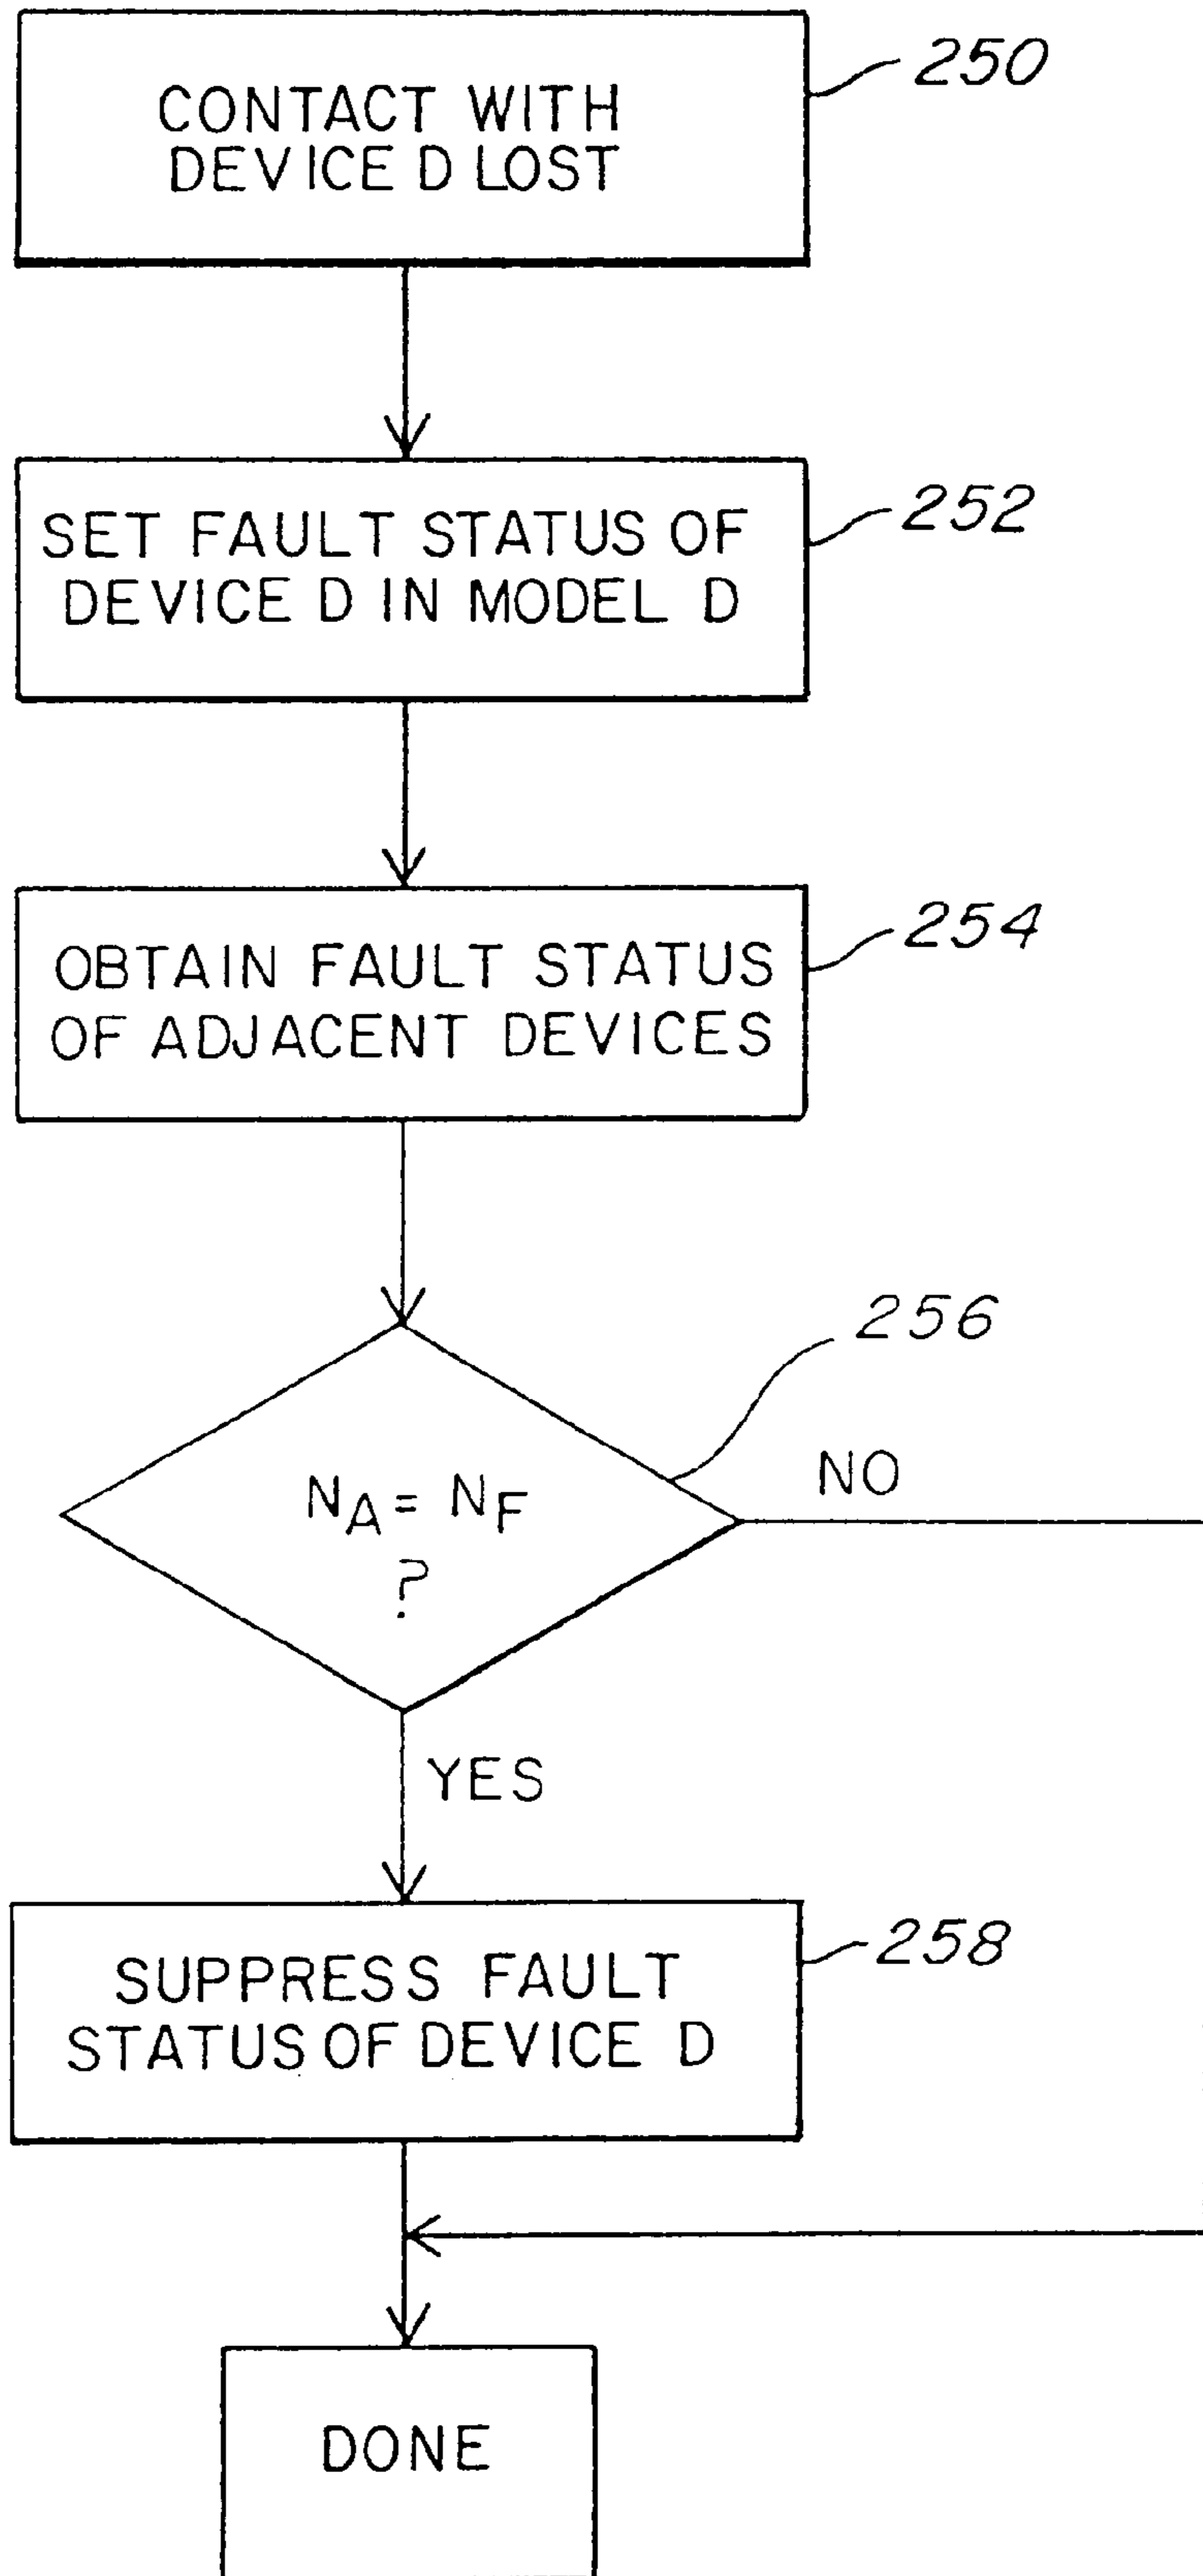 CONTACT WITH
DEVICE D LOST
250
SET FAULT STATUS OF
DEVICE D IN MODEL D
252
OBTAIN FAULT STATUS
OF ADJACENT DEVICES
254
256
NA = NF
?
NO
YES
SUPPRESS FAULT
STATUS OF DEVICE D
258
DONE